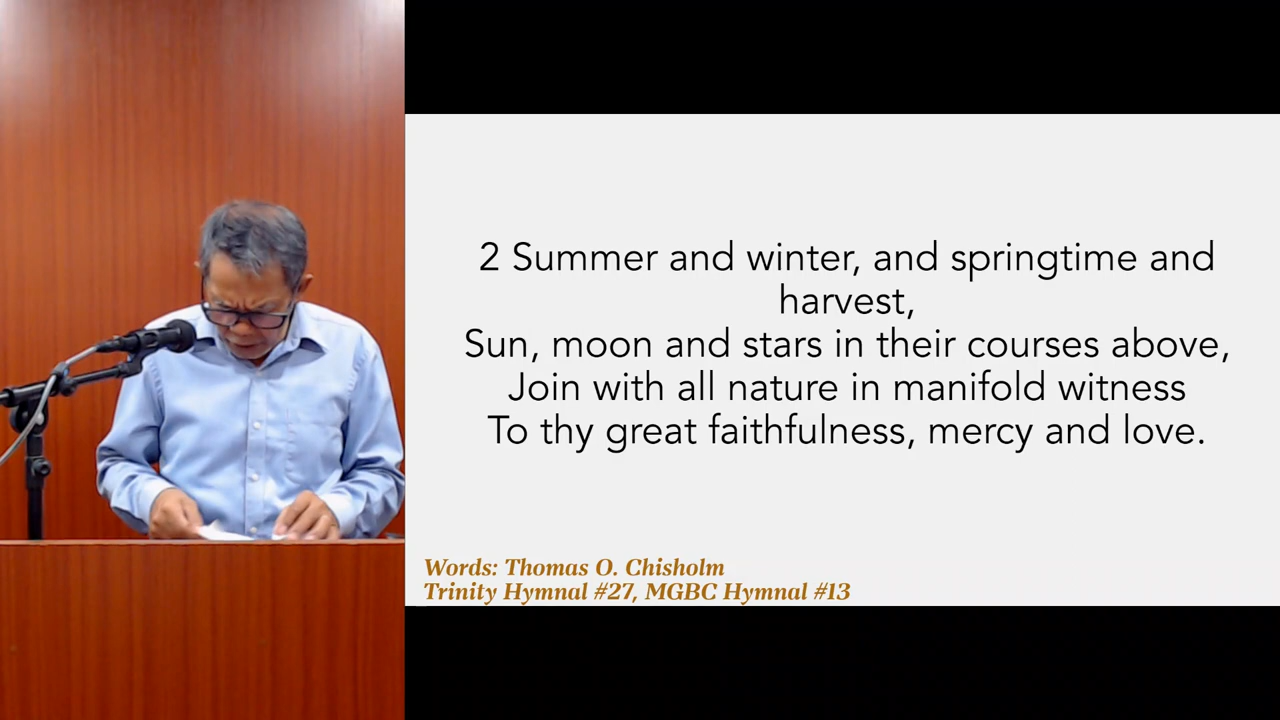 2 Summer and winter, and springtime and
harvest,
Sun, moon and stars in their courses above,
Join with all nature in manifold witness
To thy great faithfulness, mercy and love.
Words: Thomas O. Chisholm
Trinity Hymnal #27, MGBC Hymnal #13